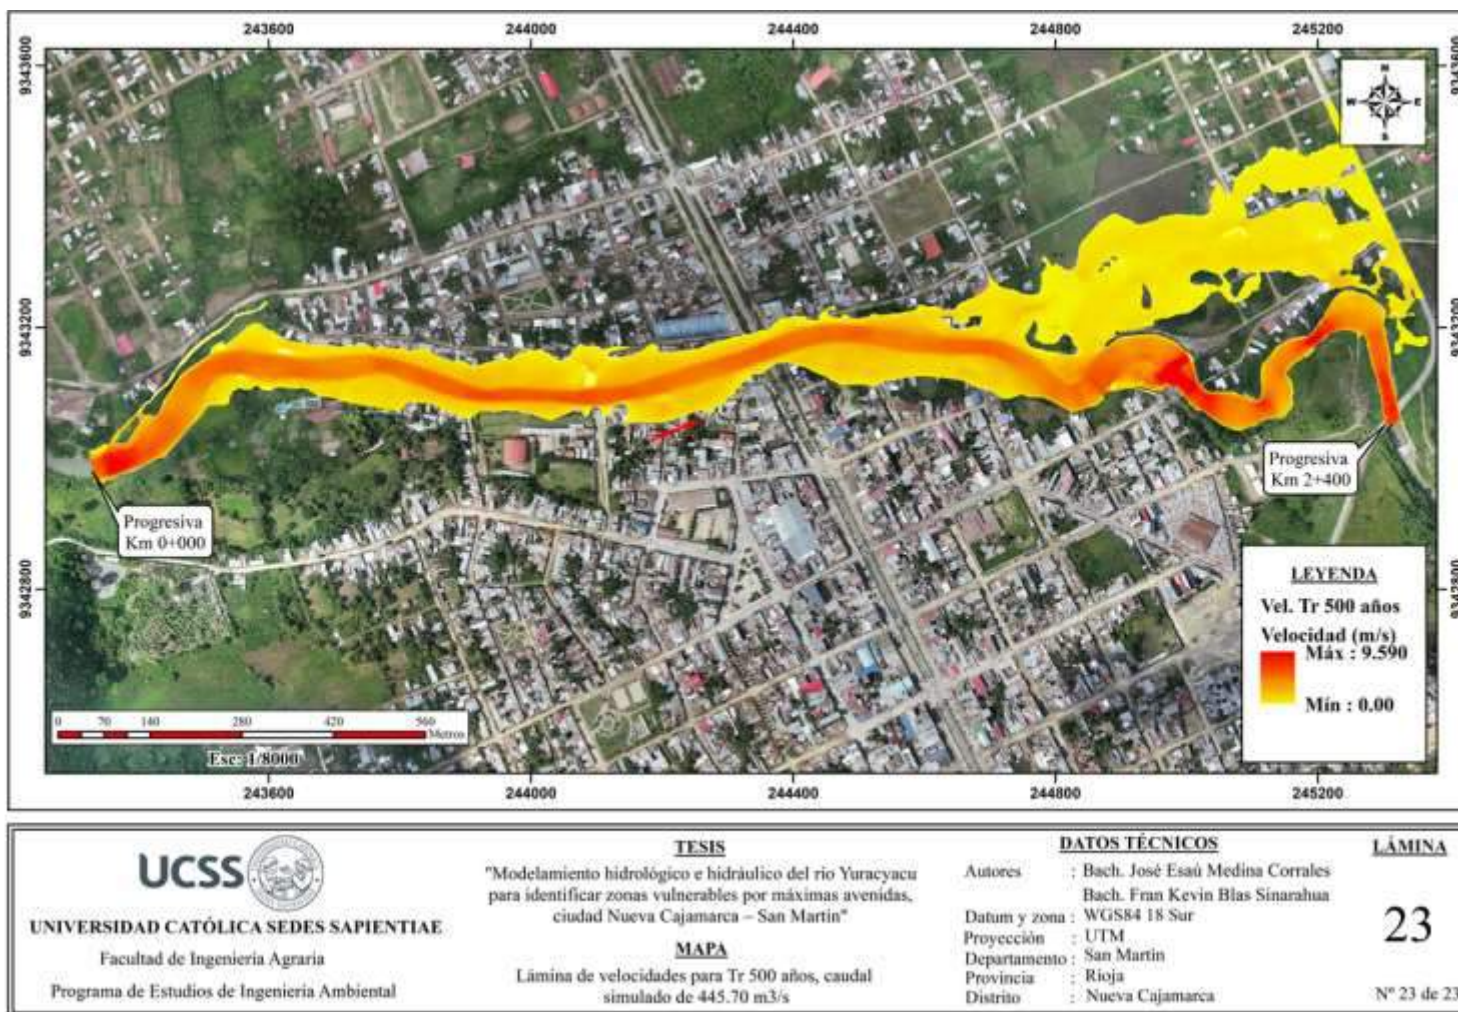 243600 244000 244400 244800 245200
9343600
9343600
N
W E
S
9343200
9343200
Progresiva
Km 0+000
Progresiva
Km 2+400
9342800
9342800
LEYENDA
Vel. Tr 500 años
Velocidad (m/s)
Máx : 9.590
Mín : 0.00
0 70 140 280 420 560
Metros
Esc: 1/8000
243600 244000 244400 244800 245200
UCSS
UNIVERSIDAD CATÓLICA SEDES SAPIENTIAE
Facultad de Ingeniería Agraria
Programa de Estudios de Ingeniería Ambiental
TESIS
"Modelamiento hidrológico e hidráulico del río Yuracyacu
para identificar zonas vulnerables por máximas avenidas,
ciudad Nueva Cajamarca – San Martín"
MAPA
Lámina de velocidades para Tr 500 años, caudal
simulado de 445.70 m3/s
DATOS TÉCNICOS
Autores : Bach. José Esaú Medina Corrales
Bach. Fran Kevin Blas Sinarahua
Datum y zona : WGS84 18 Sur
Proyección : UTM
Departamento : San Martín
Provincia : Rioja
Distrito : Nueva Cajamarca
LÁMINA
23
Nº 23 de 23